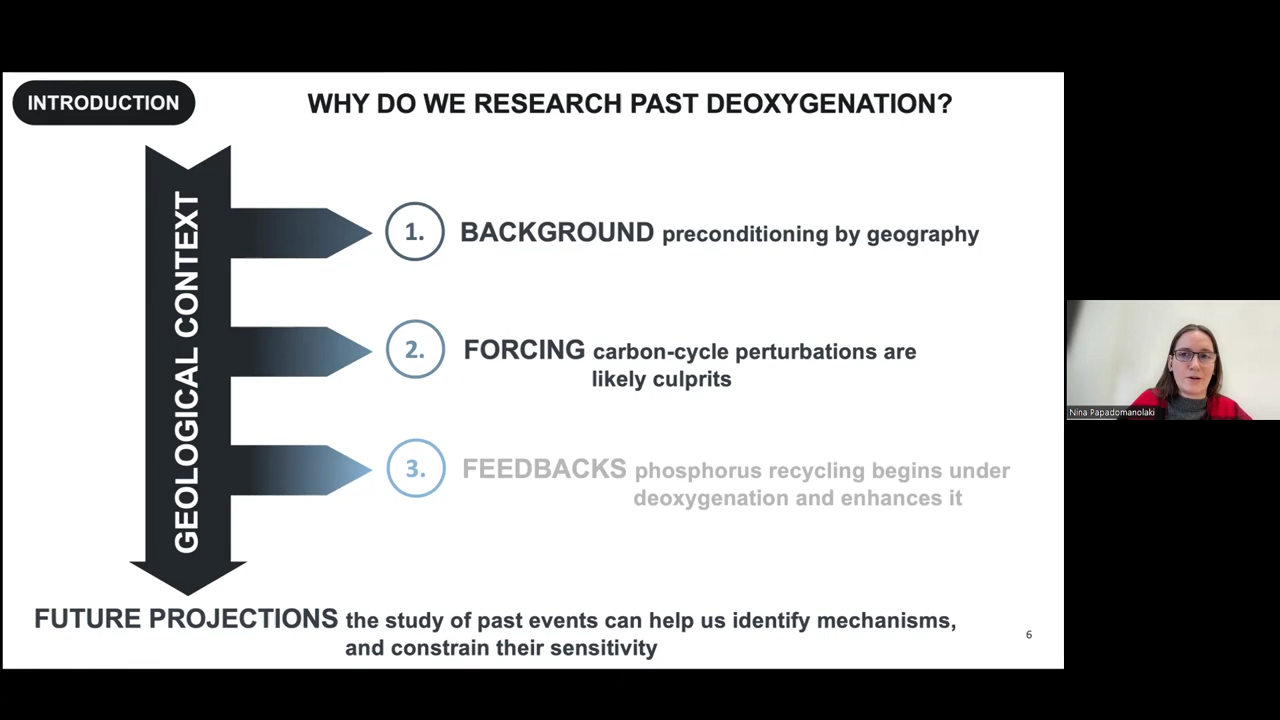 INTRODUCTION
WHY DO WE RESEARCH PAST DEOXYGENATION?
GEOLOGICAL CONTEXT
1.
BACKGROUND preconditioning by geography
2.
FORCING carbon-cycle perturbations are
likely culprits
3.
FEEDBACKS phosphorus recycling begins under
deoxygenation and enhances it
FUTURE PROJECTIONS the study of past events can help us identify mechanisms,
and constrain their sensitivity
6
Nina Papadomanolaki